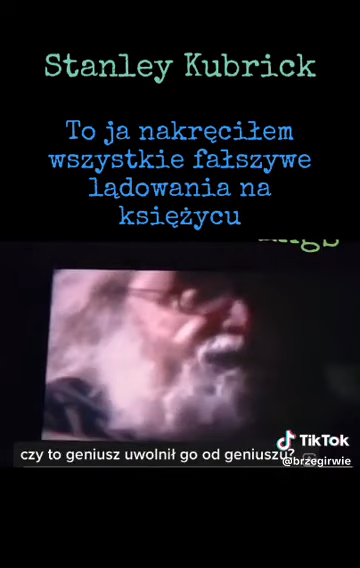 Stanley Kubrick
To ja nakręciłem
wszystkie fałszywe
lądowania na
księżycu
TikTok
czy to geniusz uwolnił go od geniuszu?
@brzegirwie